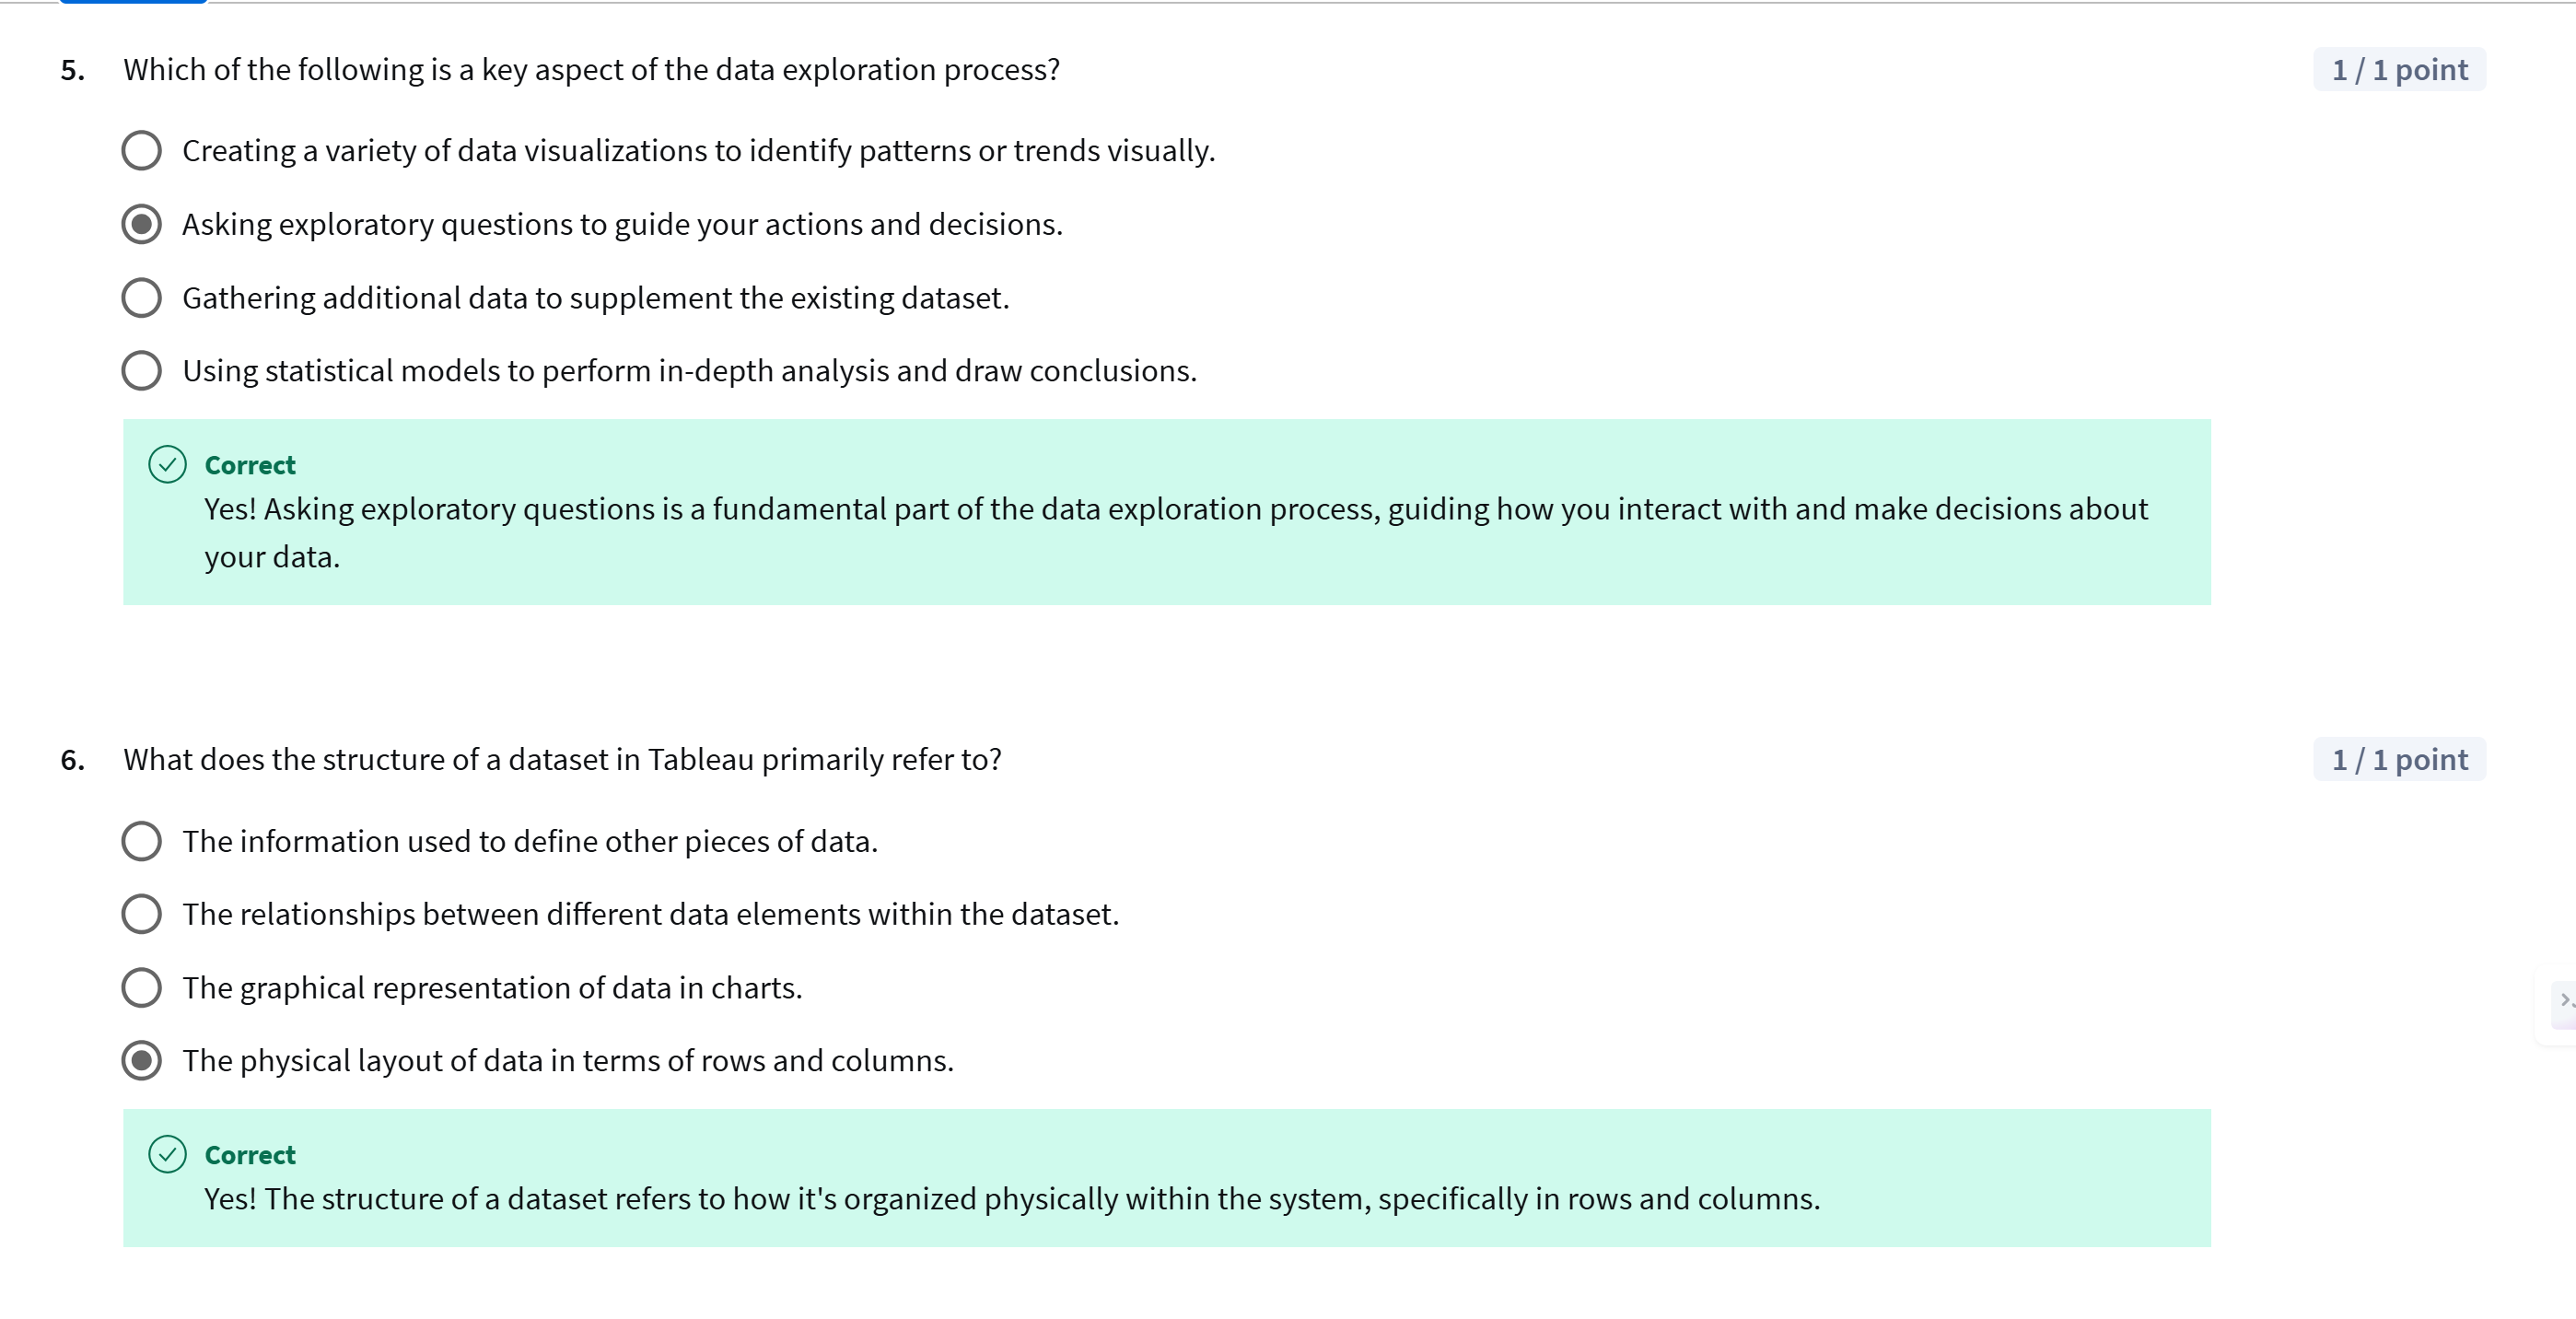 5. Which of the following is a key aspect of the data exploration process?
1 / 1 point
Creating a variety of data visualizations to identify patterns or trends visually.
Asking exploratory questions to guide your actions and decisions.
Gathering additional data to supplement the existing dataset.
Using statistical models to perform in-depth analysis and draw conclusions.
Correct
Yes! Asking exploratory questions is a fundamental part of the data exploration process, guiding how you interact with and make decisions about
your data.
6. What does the structure of a dataset in Tableau primarily refer to?
1 / 1 point
The information used to define other pieces of data.
The relationships between different data elements within the dataset.
The graphical representation of data in charts.
The physical layout of data in terms of rows and columns.
Correct
Yes! The structure of a dataset refers to how it's organized physically within the system, specifically in rows and columns.